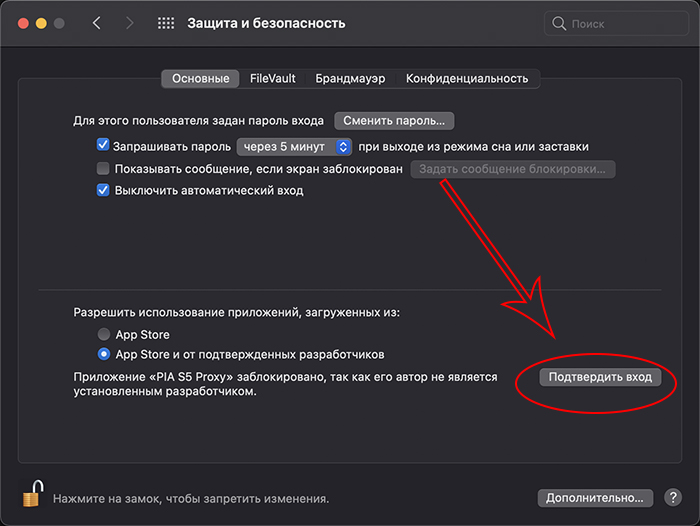 Защита и безопасность
Поиск
Основные FileVault Брандмауэр Конфиденциальность
Для этого пользователя задан пароль входа Сменить пароль...
Запрашивать пароль через 5 минут при выходе из режима сна или заставки
Показывать сообщение, если экран заблокирован Задать сообщение блокировки...
Выключить автоматический вход
Разрешить использование приложений, загруженных из:
App Store
App Store и от подтвержденных разработчиков
Приложение «PIA S5 Proxy» заблокировано, так как его автор не является Подтвердить вход
установленным разработчиком.
Нажмите на замок, чтобы запретить изменения. Дополнительно... ?